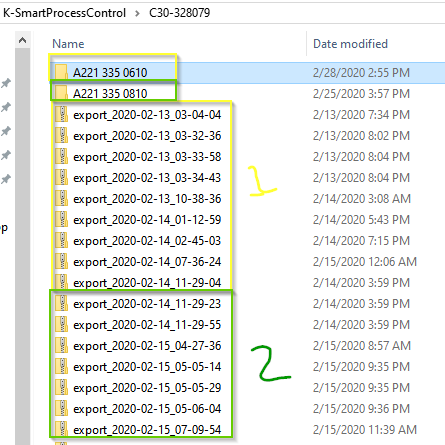 K-SmartProcessControl > C30-328079
Name Date modified
A221 335 0610 2/28/2020 2:55 PM
A221 335 0810 2/25/2020 3:57 PM
export_2020-02-13_03-04-04 2/13/2020 7:34 PM
export_2020-02-13_03-32-36 2/13/2020 8:02 PM
export_2020-02-13_03-33-58 2/13/2020 8:04 PM
export_2020-02-13_03-34-43 2/13/2020 8:04 PM
export_2020-02-13_10-38-36 2/14/2020 3:08 AM
export_2020-02-14_01-12-59 2/14/2020 5:43 PM
export_2020-02-14_02-45-03 2/14/2020 7:15 PM
export_2020-02-14_07-36-24 2/15/2020 12:06 AM
export_2020-02-14_11-29-04 2/14/2020 3:59 PM
export_2020-02-14_11-29-23 2/14/2020 3:59 PM
export_2020-02-14_11-29-55 2/14/2020 3:59 PM
export_2020-02-15_04-27-36 2/15/2020 8:57 AM
export_2020-02-15_05-05-14 2/15/2020 9:35 PM
export_2020-02-15_05-05-29 2/15/2020 9:35 PM
export_2020-02-15_05-06-04 2/15/2020 9:36 PM
export_2020-02-15_07-09-54 2/15/2020 11:39 AM
1
2